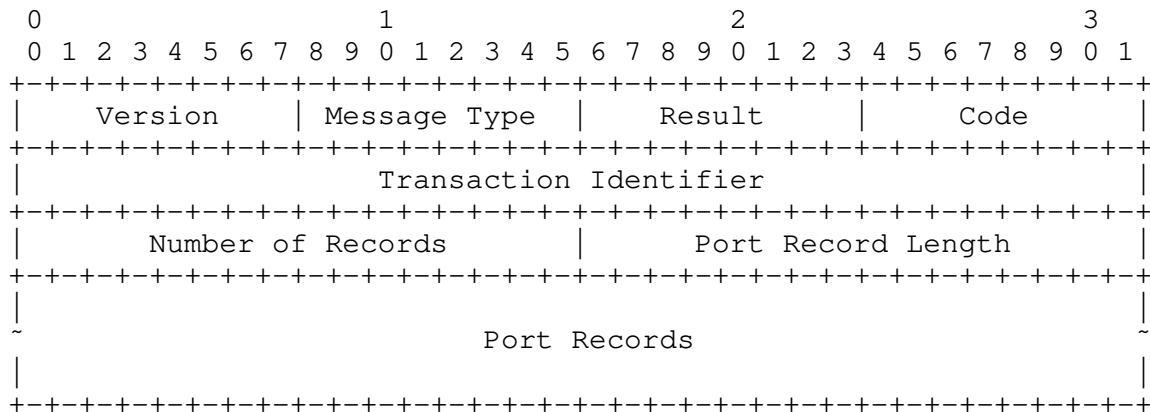 0                   1                   2                   3
 0 1 2 3 4 5 6 7 8 9 0 1 2 3 4 5 6 7 8 9 0 1 2 3 4 5 6 7 8 9 0 1
+-+-+-+-+-+-+-+-+-+-+-+-+-+-+-+-+-+-+-+-+-+-+-+-+-+-+-+-+-+-+-+-+
|    Version    | Message Type  |    Result     |     Code      |
+-+-+-+-+-+-+-+-+-+-+-+-+-+-+-+-+-+-+-+-+-+-+-+-+-+-+-+-+-+-+-+-+
|                    Transaction Identifier                     |
+-+-+-+-+-+-+-+-+-+-+-+-+-+-+-+-+-+-+-+-+-+-+-+-+-+-+-+-+-+-+-+-+
|       Number of Records       |      Port Record Length       |
+-+-+-+-+-+-+-+-+-+-+-+-+-+-+-+-+-+-+-+-+-+-+-+-+-+-+-+-+-+-+-+-+
|                                                               |
~                          Port Records                         ~
|                                                               |
+-+-+-+-+-+-+-+-+-+-+-+-+-+-+-+-+-+-+-+-+-+-+-+-+-+-+-+-+-+-+-+-+